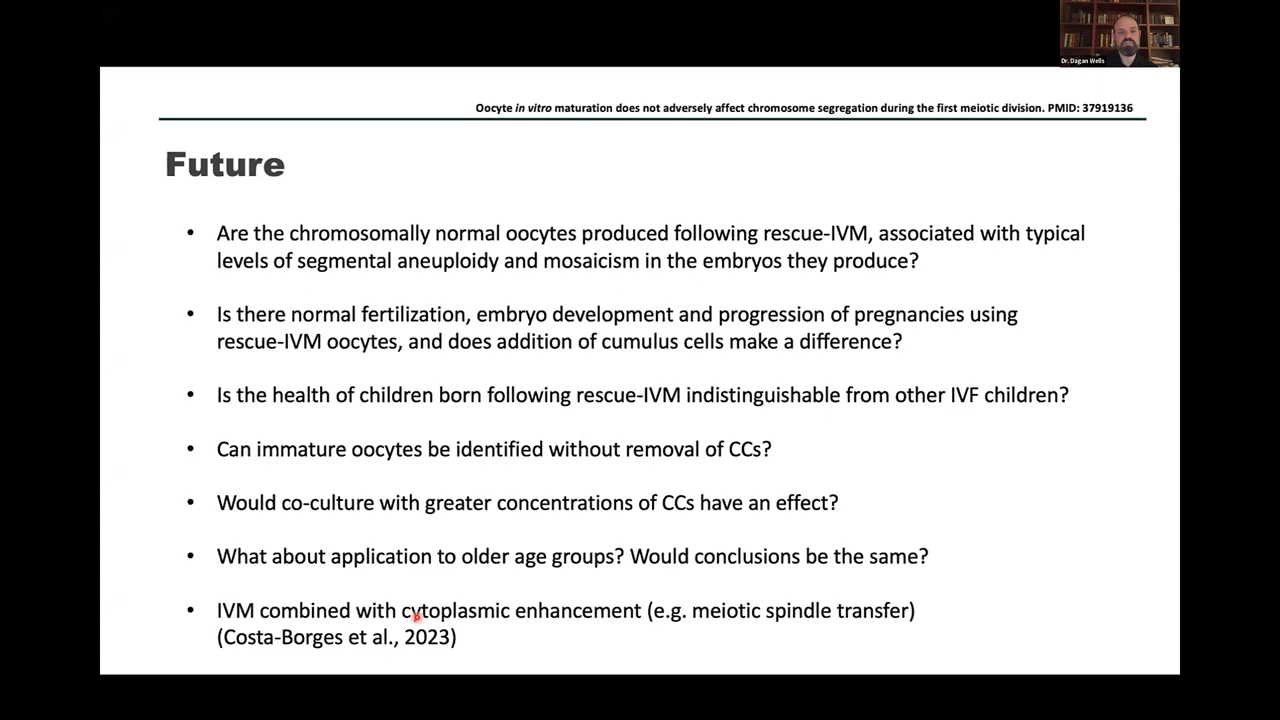 Dr. Dagan Wells
Oocyte in vitro maturation does not adversely affect chromosome segregation during the first meiotic division. PMID: 37919136
Future
• Are the chromosomally normal oocytes produced following rescue-IVM, associated with typical
levels of segmental aneuploidy and mosaicism in the embryos they produce?
• Is there normal fertilization, embryo development and progression of pregnancies using
rescue-IVM oocytes, and does addition of cumulus cells make a difference?
• Is the health of children born following rescue-IVM indistinguishable from other IVF children?
• Can immature oocytes be identified without removal of CCs?
• Would co-culture with greater concentrations of CCs have an effect?
• What about application to older age groups? Would conclusions be the same?
• IVM combined with cytoplasmic enhancement (e.g. meiotic spindle transfer)
(Costa-Borges et al., 2023)